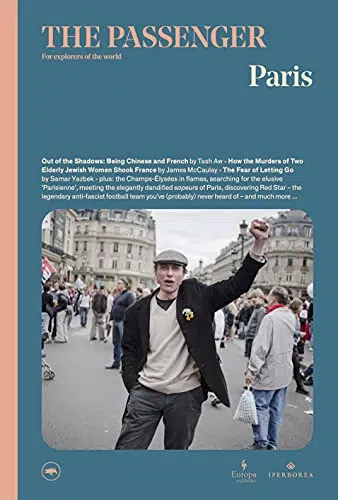 THE PASSENGER
For explorers of the world
Paris
Out of the Shadows: Being Chinese and French by Tash Aw - How the Murders of Two
Elderly Jewish Women Shook France by James McCauley - The Fear of Letting Go
by Samar Yazbek - plus: the Champs-Élysées in flames, searching for the elusive
‘Parisienne’, meeting the elegantly dandified sapeurs of Paris, discovering Red Star – the
legendary anti-fascist football team you’ve (probably) never heard of – and much more ...
Europa
editions
IPERBOREA